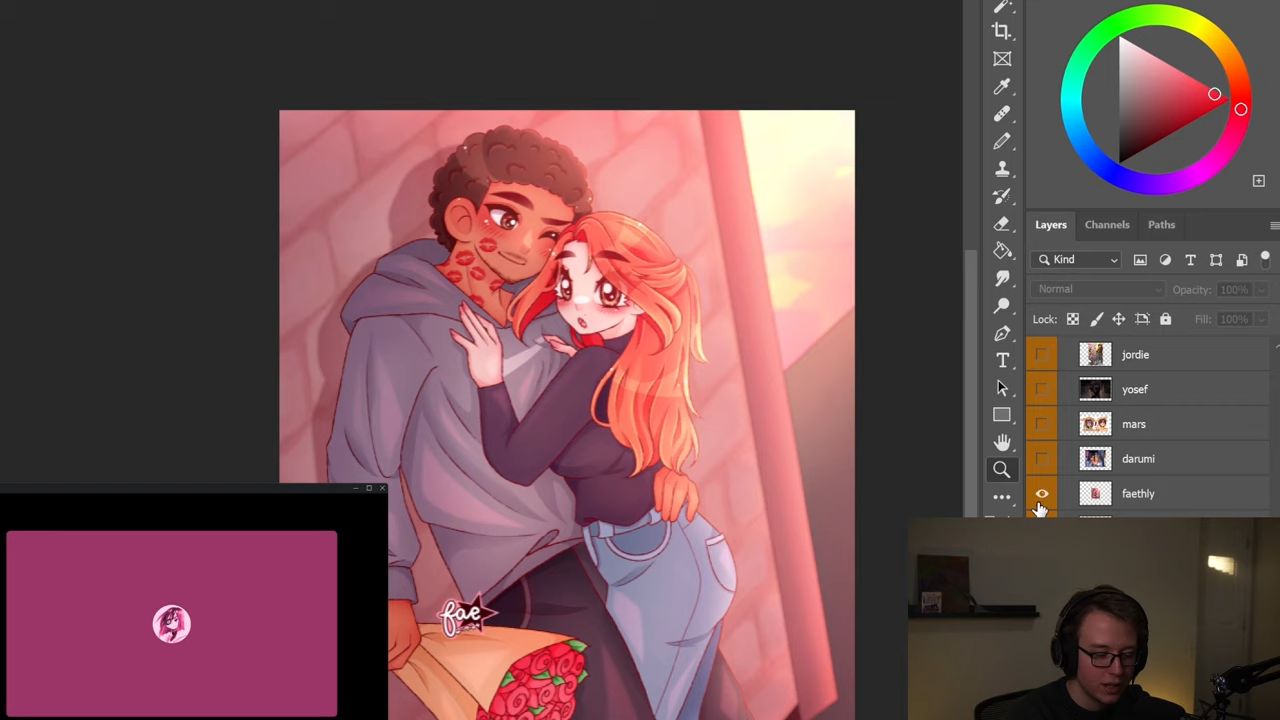 Layers Channels Paths
Kind
Normal Opacity: 100%
Lock: Fill: 100%
jordie
yosef
mars
darumi
faethly
fae